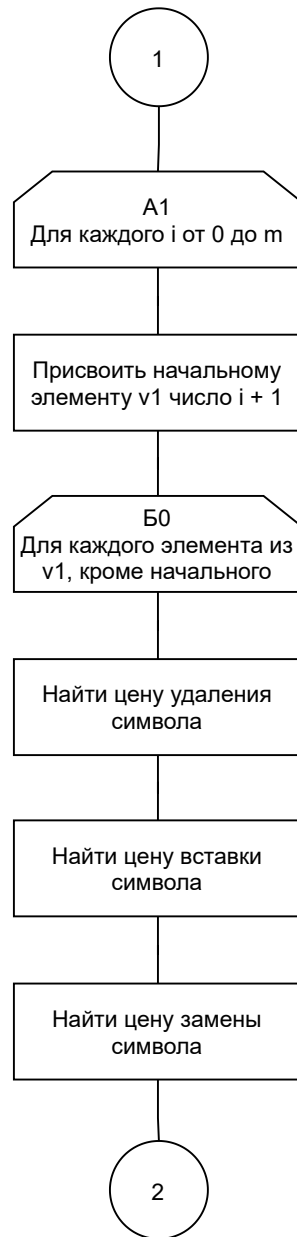 1
А1
Для каждого i от 0 до m
Присвоить начальному
элементу v1 число i + 1
Б0
Для каждого элемента из
v1, кроме начального
Найти цену удаления
символа
Найти цену вставки
символа
Найти цену замены
символа
2